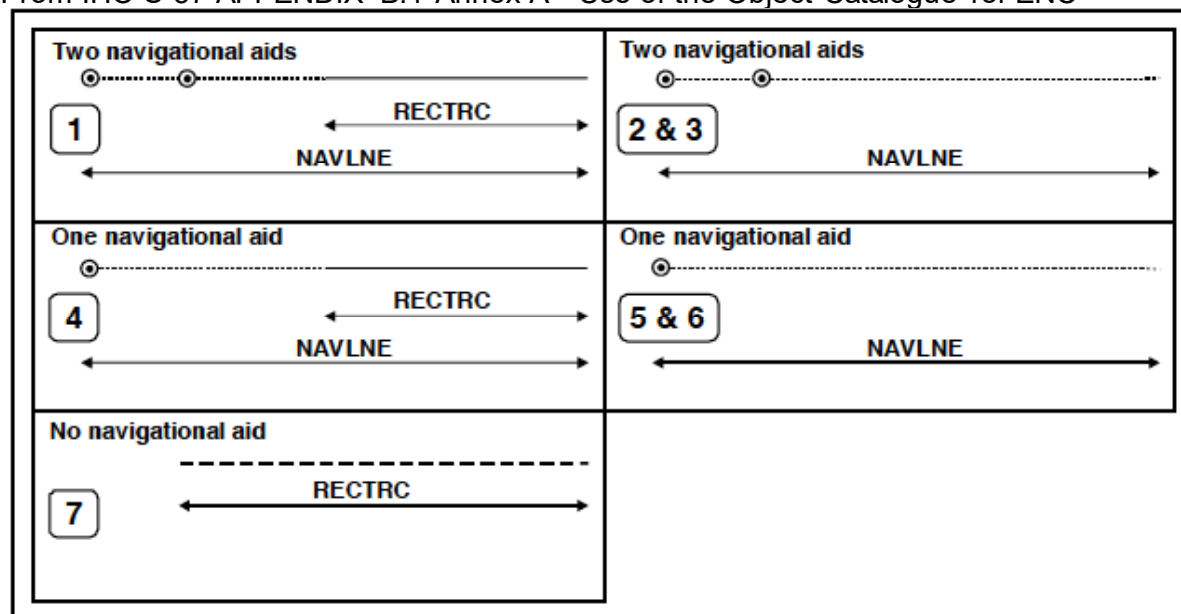 From IHO S-57 APPENDIX B.1 Annex A - Use of the Object Catalogue for ENC
Two navigational aids
RECTRC
1
NAVLNE
Two navigational aids
2 & 3
NAVLNE
One navigational aid
RECTRC
4
NAVLNE
One navigational aid
5 & 6
NAVLNE
No navigational aid
RECTRC
7